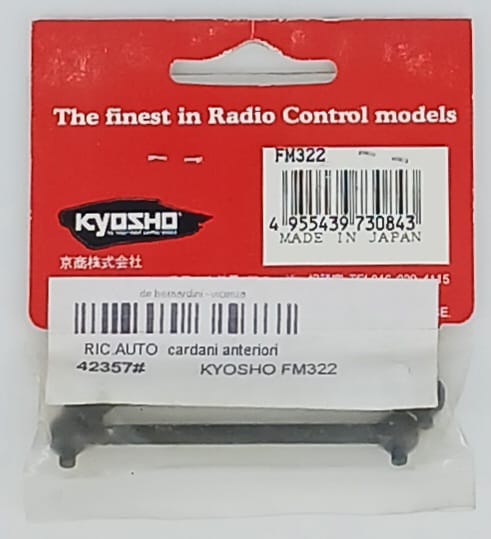 The finest in Radio Control models
FM322
4 955439 730843
MADE IN JAPAN
KYOSHO
京商株式会社
de bernardini - vicenza
RIC.AUTO cardani anteriori
42357# KYOSHO FM322